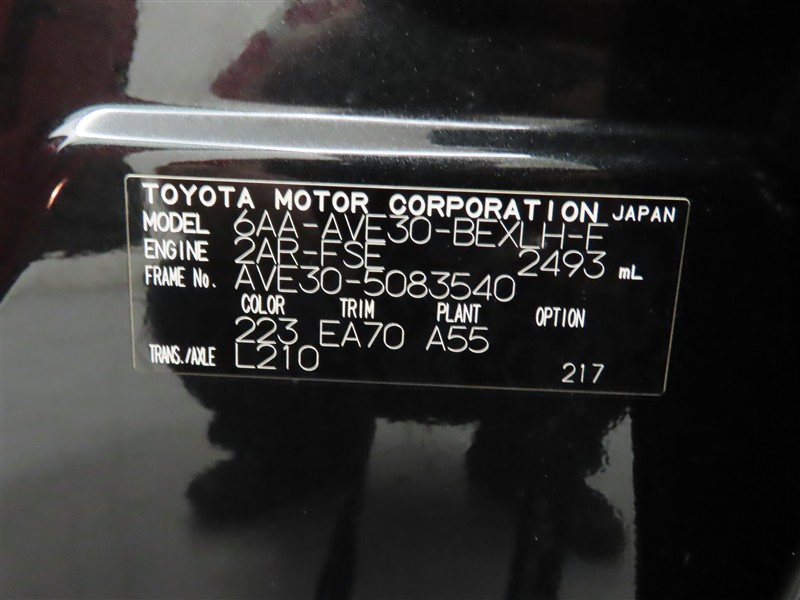 TOYOTA MOTOR CORPORATION JAPAN
MODEL 6AA-AVE30-BEXLH-E
ENGINE 2AR-FSE 2493 mL
FRAME No. AVE30-5083540
COLOR TRIM PLANT OPTION
223 EA70 A55
TRANS./AXLE L210 217